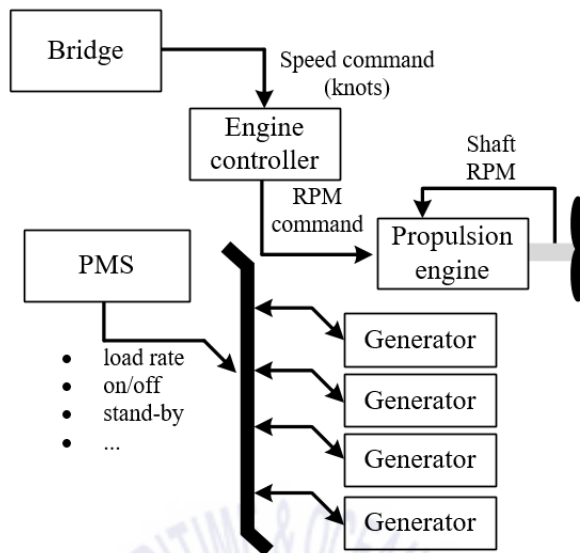 Bridge
Speed command
(knots)
Engine
controller
Shaft
RPM
RPM
command
Propulsion
engine
PMS
• load rate
• on/off
• stand-by
• ...
Generator
Generator
Generator
Generator